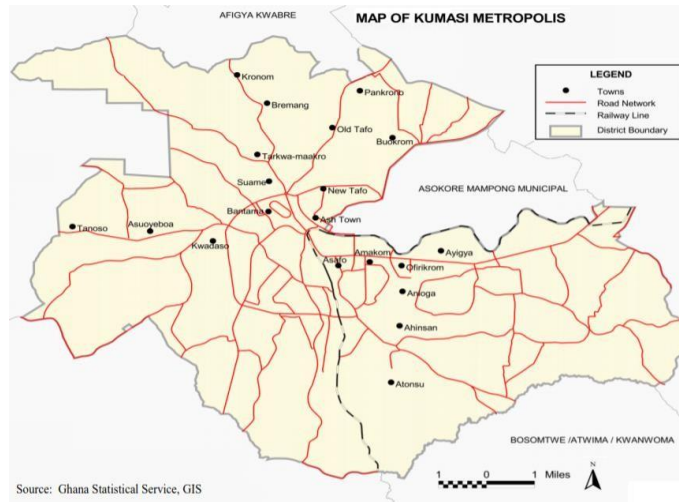 AFIGYA KWABRE
MAP OF KUMASI METROPOLIS
LEGEND
Towns
Road Network
Railway Line
District Boundary
Kronom
Pankrono
Bremang
Old Tafo
Buokrom
Tarkwa-maakro
Suame
New Tafo
ASOKORE MAMPONG MUNICIPAL
Bantama
Ash Town
Tanoso
Asuoyeboa
Kwadaso
Asafo
Amakom
Ayigya
Ofirikrom
Anloga
Ahinsan
Atonsu
BOSOMTWE /ATWIMA / KWANWOMA
Source: Ghana Statistical Service, GIS
1 0 1 Miles
N